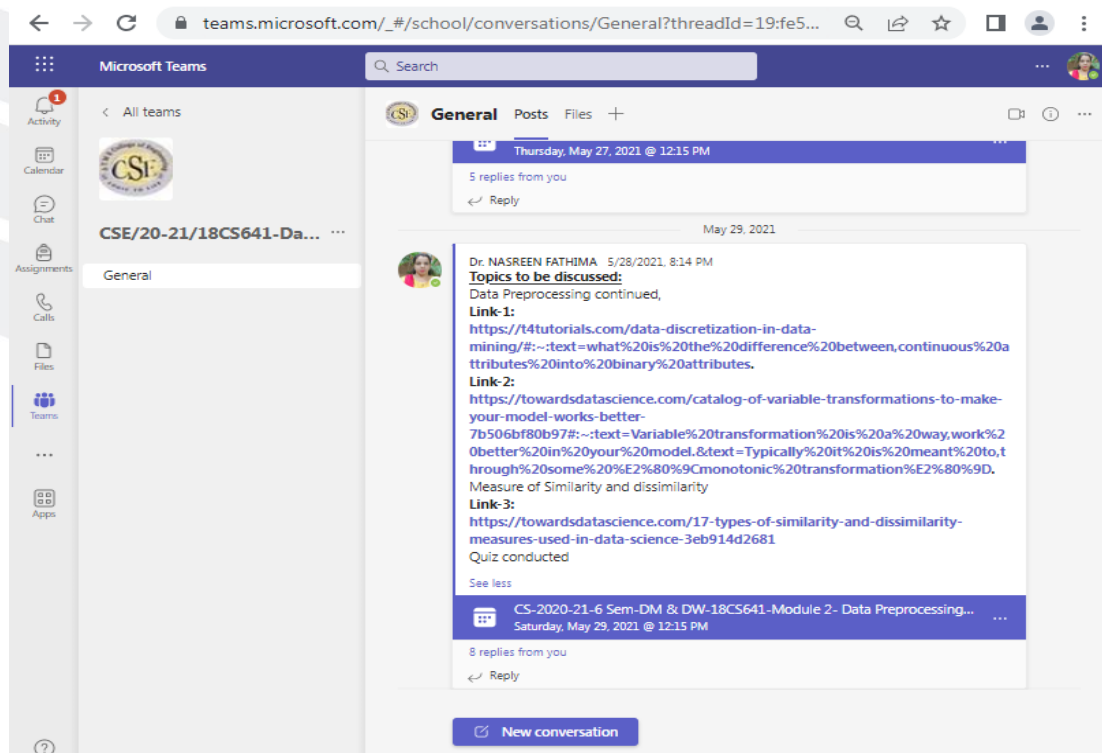 teams.microsoft.com/_#/school/conversations/General?threadId=19:fe5...
Microsoft Teams
Search
1
Activity
Calendar
Chat
Assignments
Calls
Files
Teams
Apps
All teams
CSE
CSE/20-21/18CS641-Da... ...
General
CSE
General Posts Files +
Thursday, May 27, 2021 @ 12:15 PM
5 replies from you
Reply
May 29, 2021
Dr. NASREEN FATHIMA 5/28/2021, 8:14 PM
Topics to be discussed:
Data Preprocessing continued,
Link-1:
https://t4tutorials.com/data-discretization-in-data-
mining/#:~:text=what%20is%20the%20difference%20between,continuous%20a
ttributes%20into%20binary%20attributes.
Link-2:
https://towardsdatascience.com/catalog-of-variable-transformations-to-make-
your-model-works-better-
7b506bf80b97#:~:text=Variable%20transformation%20is%20a%20way,work%2
0better%20in%20your%20model.&text=Typically%20it%20is%20meant%20to,t
hrough%20some%20%E2%80%9Cmonotonic%20transformation%E2%80%9D.
Measure of Similarity and dissimilarity
Link-3:
https://towardsdatascience.com/17-types-of-similarity-and-dissimilarity-
measures-used-in-data-science-3eb914d2681
Quiz conducted
See less
CS-2020-21-6 Sem-DM & DW-18CS641-Module 2- Data Preprocessing...
Saturday, May 29, 2021 @ 12:15 PM
8 replies from you
Reply
New conversation